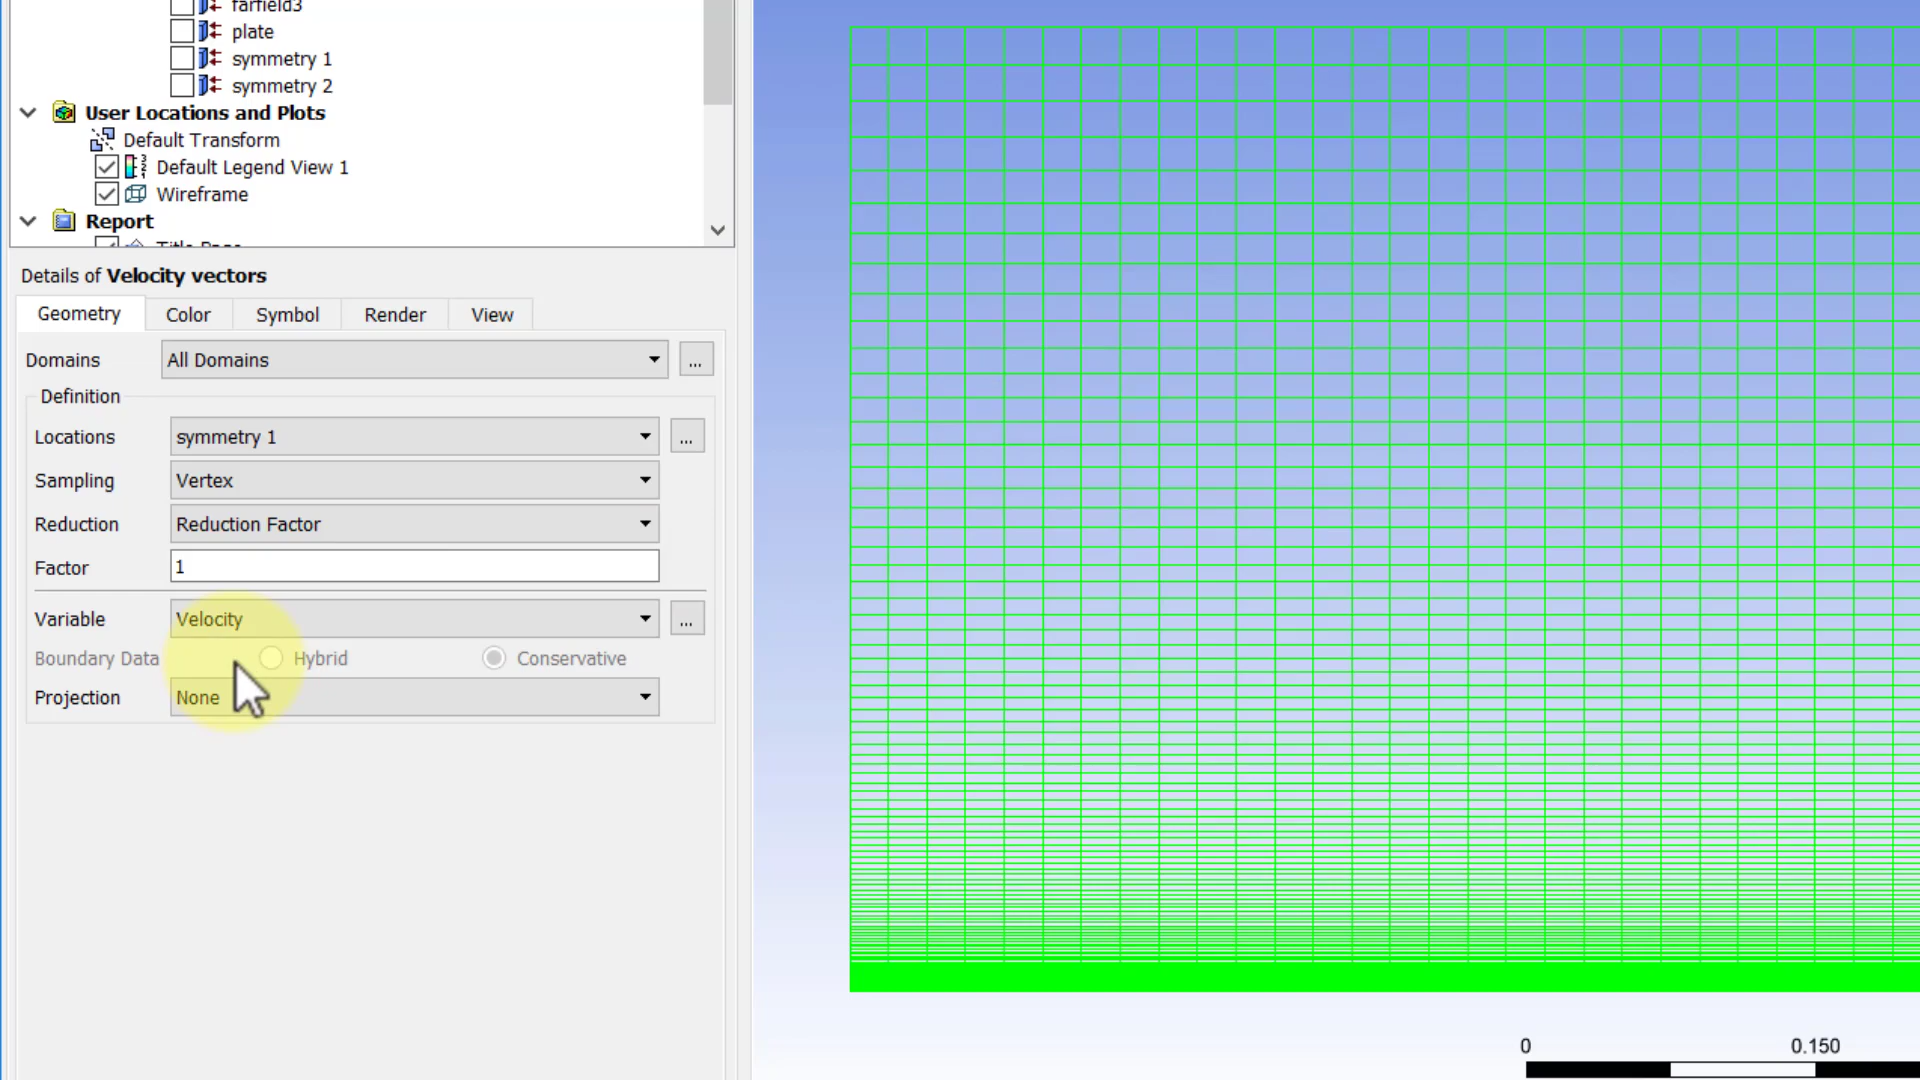 farfield3
plate
symmetry 1
symmetry 2
User Locations and Plots
Default Transform
Default Legend View 1
Wireframe
Report
Title Page
Details of Velocity vectors
Geometry Color Symbol Render View
Domains All Domains ...
Definition
Locations symmetry 1 ...
Sampling Vertex
Reduction Reduction Factor
Factor 1
Variable Velocity ...
Boundary Data Hybrid Conservative
Projection None
0 0.150